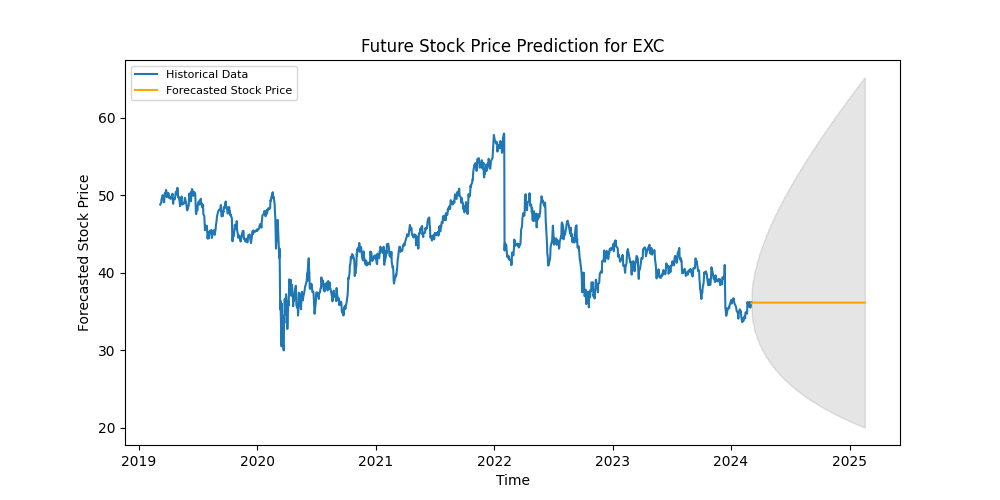 Future Stock Price Prediction for EXC
Historical Data
Forecasted Stock Price
Forecasted Stock Price
60
50
40
30
20
2019
2020
2021
2022
2023
2024
2025
Time